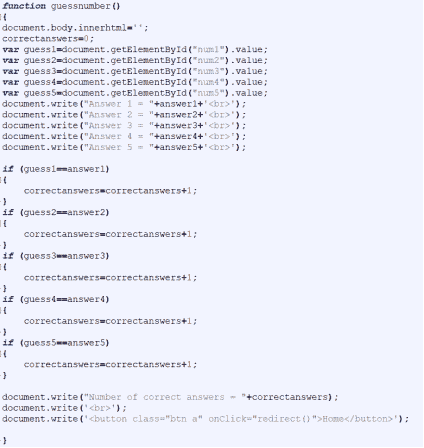 function guessnumber()
{
document.body.innerhtml='';
correctanswers=0;
var guess1=document.getElementById("num1").value;
var guess2=document.getElementById("num2").value;
var guess3=document.getElementById("num3").value;
var guess4=document.getElementById("num4").value;
var guess5=document.getElementById("num5").value;
document.write("Answer 1 = "+answer1+'<br>');
document.write("Answer 2 = "+answer2+'<br>');
document.write("Answer 3 = "+answer3+'<br>');
document.write("Answer 4 = "+answer4+'<br>');
document.write("Answer 5 = "+answer5+'<br>');
if (guess1==answer1)
{
correctanswers=correctanswers+1;
}
if (guess2==answer2)
{
correctanswers=correctanswers+1;
}
if (guess3==answer3)
{
correctanswers=correctanswers+1;
}
if (guess4==answer4)
{
correctanswers=correctanswers+1;
}
if (guess5==answer5)
{
correctanswers=correctanswers+1;
}
document.write("Number of correct answers = "+correctanswers);
document.write('<br>');
document.write('<button class="btn a" onClick="redirect()">Home</button>');
}